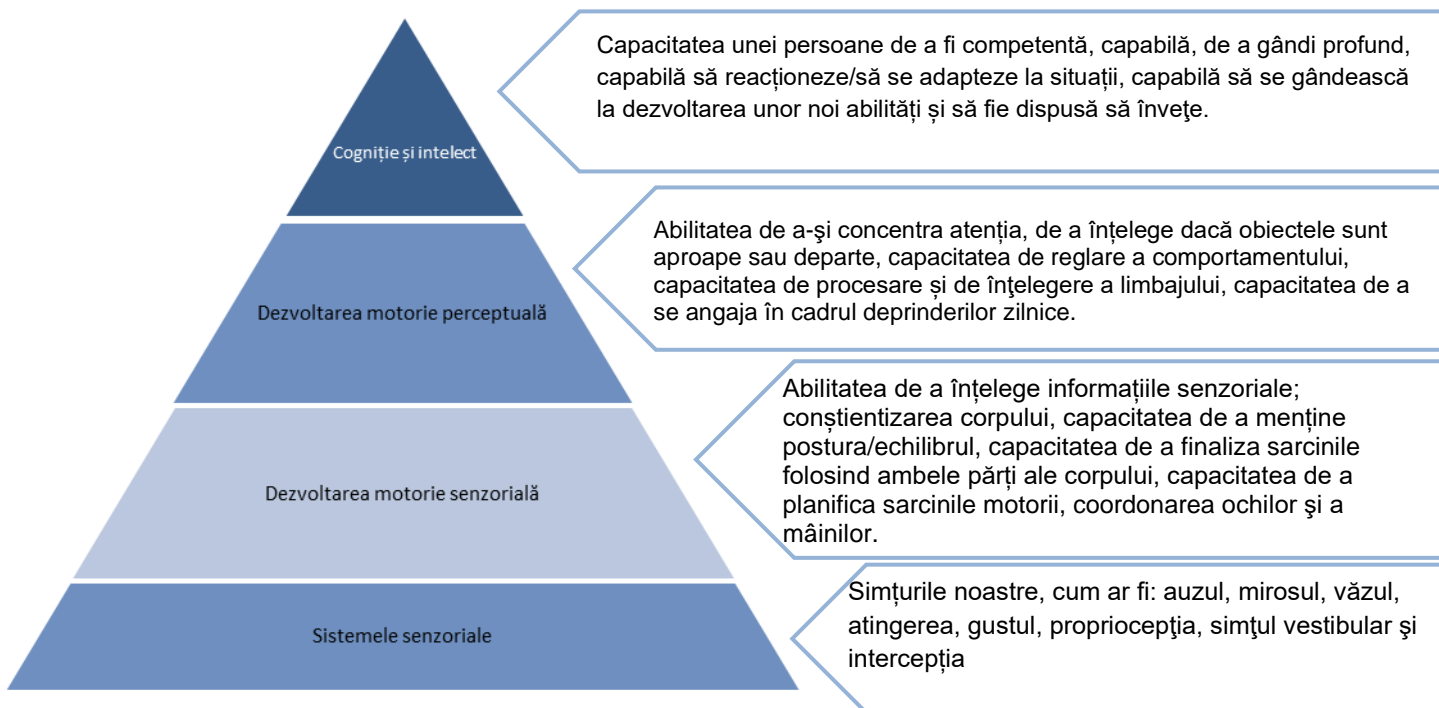 Cogniție și intelect
Capacitatea unei persoane de a fi competentă, capabilă, de a gândi profund,
capabilă să reacționeze/să se adapteze la situații, capabilă să se gândească
la dezvoltarea unor noi abilități și să fie dispusă să înveţe.
Dezvoltarea motorie perceptuală
Abilitatea de a-şi concentra atenția, de a înțelege dacă obiectele sunt
aproape sau departe, capacitatea de reglare a comportamentului,
capacitatea de procesare și de înţelegere a limbajului, capacitatea de a
se angaja în cadrul deprinderilor zilnice.
Dezvoltarea motorie senzorială
Abilitatea de a înțelege informațiile senzoriale;
conștientizarea corpului, capacitatea de a menține
postura/echilibrul, capacitatea de a finaliza sarcinile
folosind ambele părți ale corpului, capacitatea de a
planifica sarcinile motorii, coordonarea ochilor şi a
mâinilor.
Sistemele senzoriale
Simțurile noastre, cum ar fi: auzul, mirosul, văzul,
atingerea, gustul, propriocepţia, simţul vestibular şi
intercepția